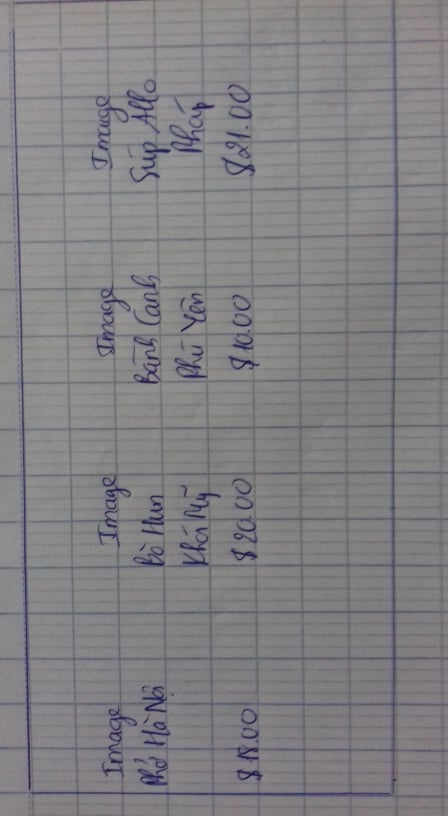 Image Image Image Image
Phở Hà Nội Bò Hun Bánh Canh Súp Allo
Khói Mỹ Phú Yên Pháp
$18.00 $20.00 $10.00 $21.00